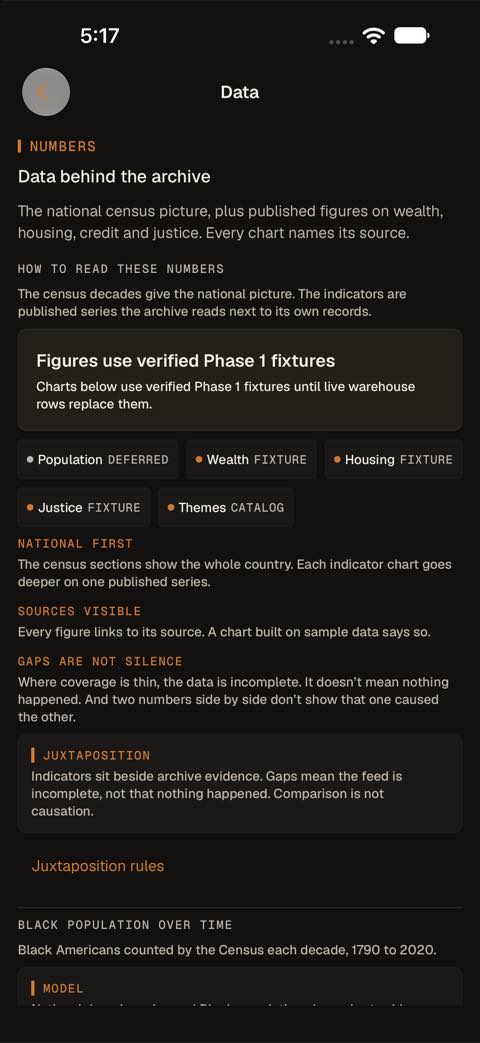 5:17
Data
NUMBERS
Data behind the archive
The national census picture, plus published figures on wealth,
housing, credit and justice. Every chart names its source.
HOW TO READ THESE NUMBERS
The census decades give the national picture. The indicators are
published series the archive reads next to its own records.
Figures use verified Phase 1 fixtures
Charts below use verified Phase 1 fixtures until live warehouse
rows replace them.
Population DEFERRED
Wealth FIXTURE
Housing FIXTURE
Justice FIXTURE
Themes CATALOG
NATIONAL FIRST
The census sections show the whole country. Each indicator chart goes
deeper on one published series.
SOURCES VISIBLE
Every figure links to its source. A chart built on sample data says so.
GAPS ARE NOT SILENCE
Where coverage is thin, the data is incomplete. It doesn't mean nothing
happened. And two numbers side by side don't show that one caused
the other.
JUXTAPOSITION
Indicators sit beside archive evidence. Gaps mean the feed is
incomplete, not that nothing happened. Comparison is not
causation.
Juxtaposition rules
BLACK POPULATION OVER TIME
Black Americans counted by the Census each decade, 1790 to 2020.
MODEL